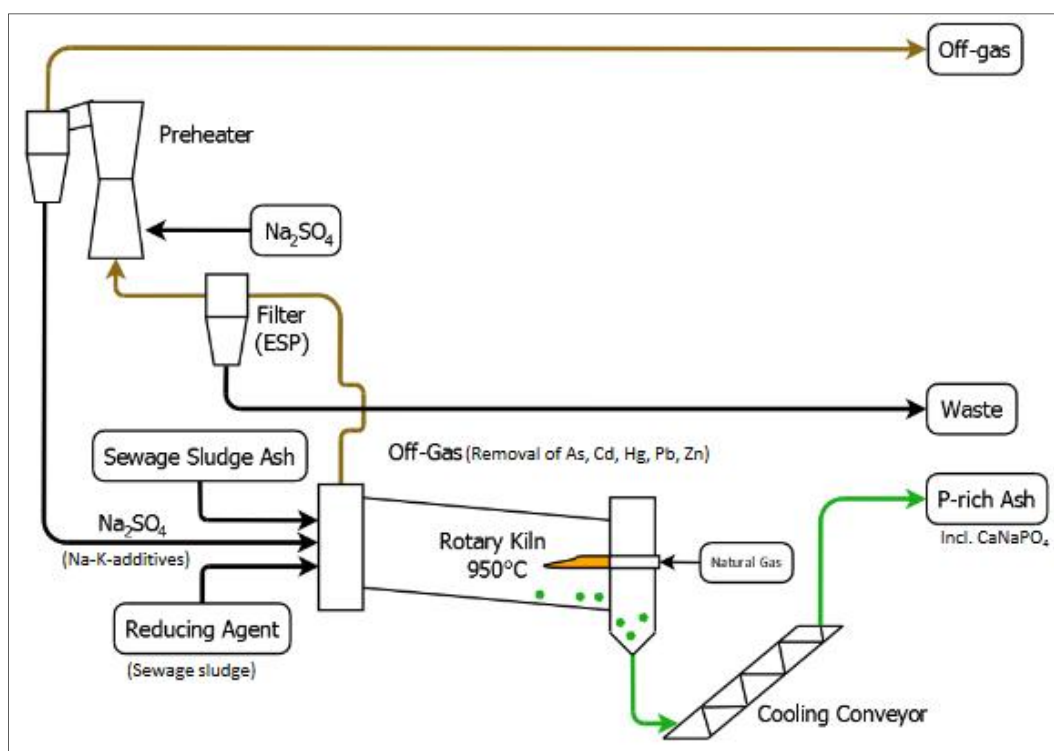 Off-gas
Preheater
Na₂SO₄
Filter
(ESP)
Waste
Sewage Sludge Ash
Off-Gas (Removal of As, Cd, Hg, Pb, Zn)
P-rich Ash
Incl. CaNaPO₄
Na₂SO₄
(Na-K-additives)
Rotary Kiln
950°C
Natural Gas
Reducing Agent
(Sewage sludge)
Cooling Conveyor